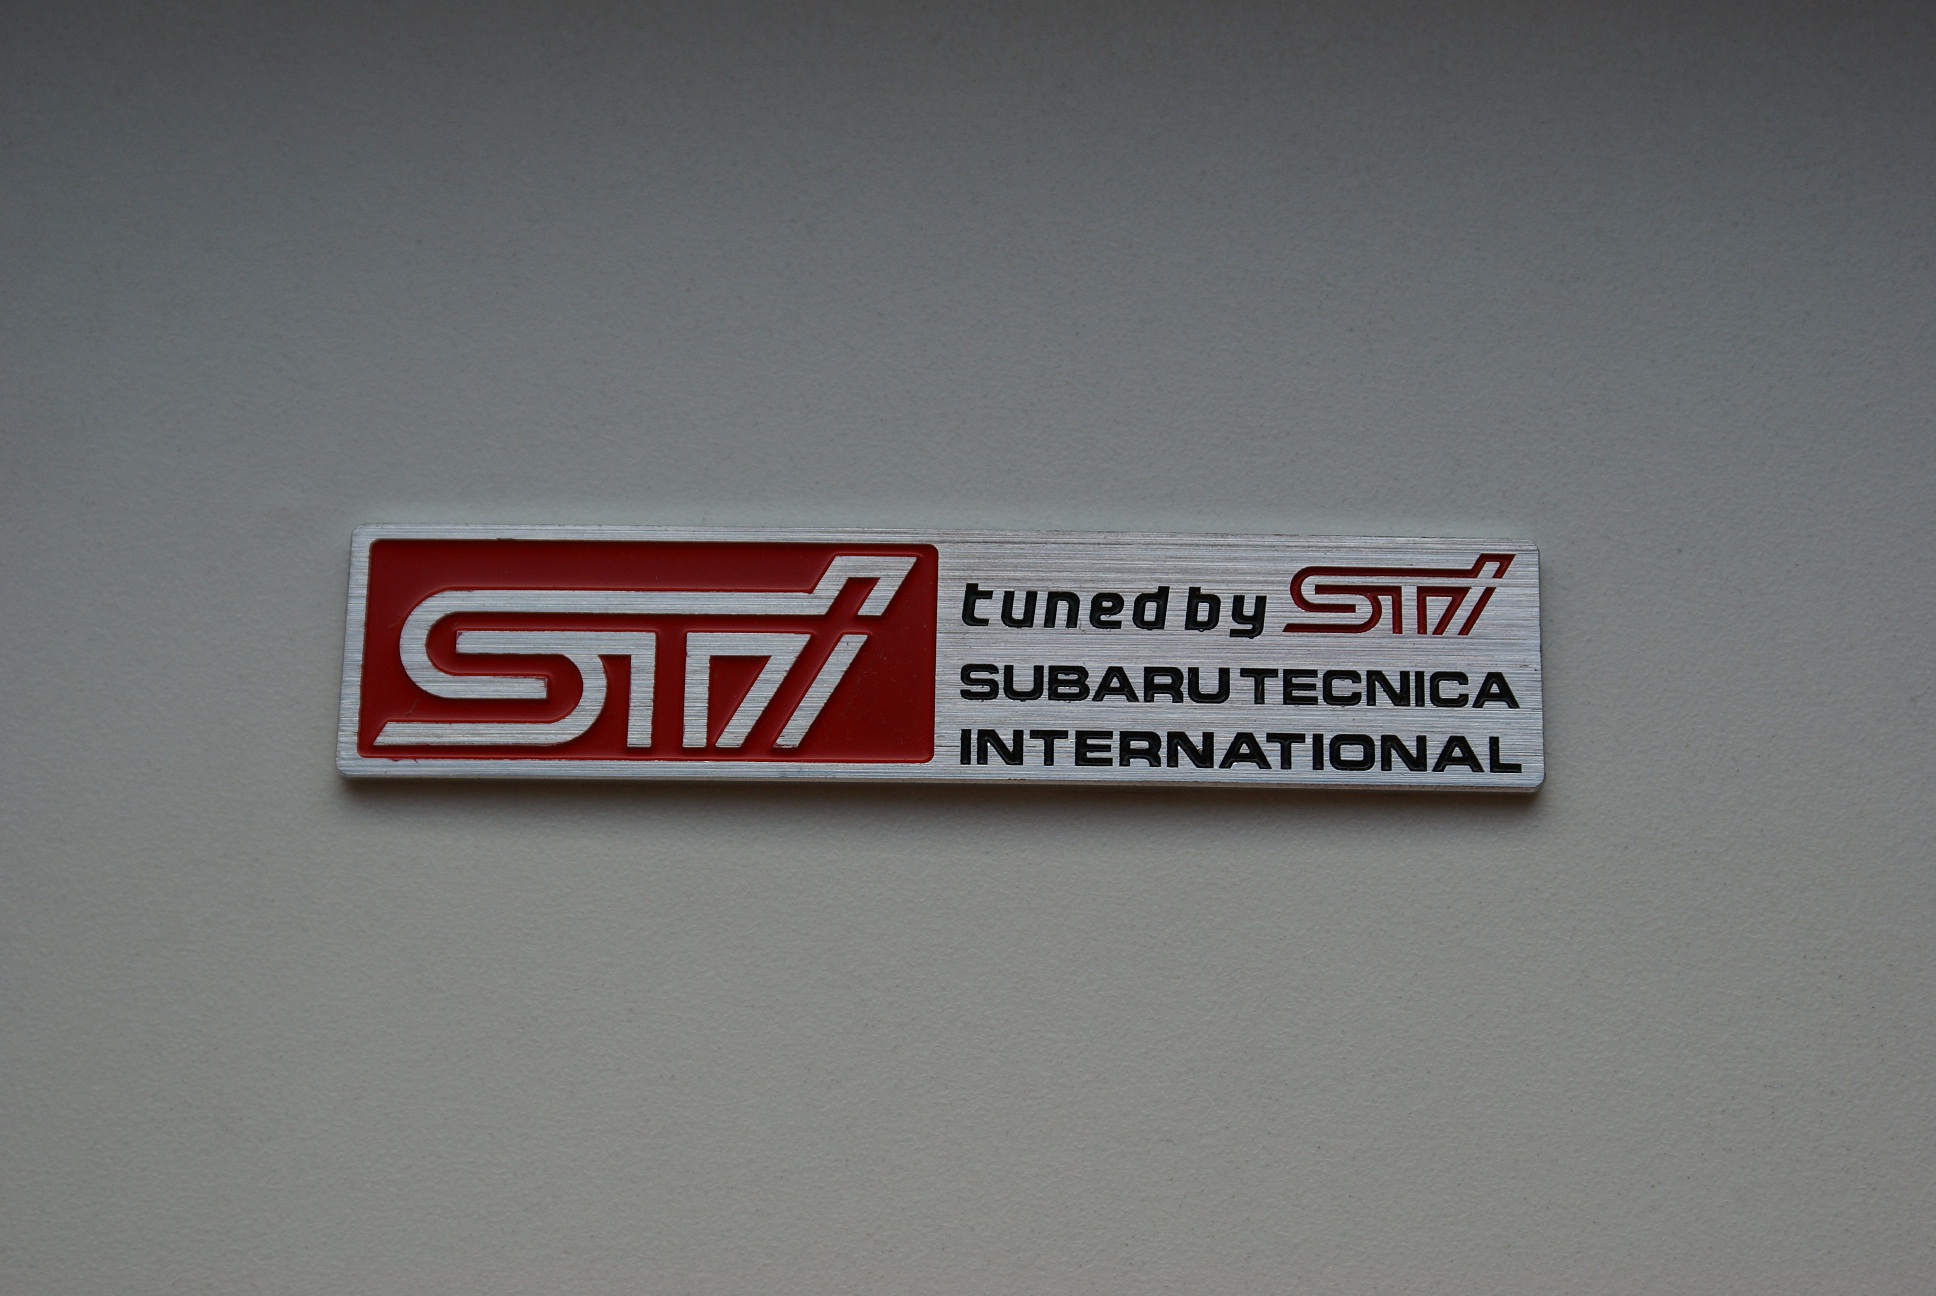 STi
tuned by STi
SUBARU TECNICA
INTERNATIONAL